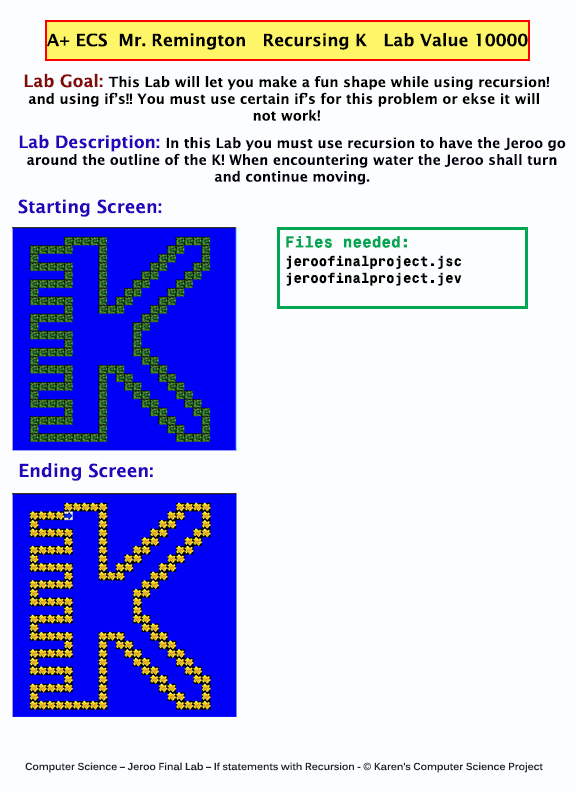 A+ ECS  Mr. Remington   Recursing K   Lab Value 10000
Lab Goal: This Lab will let you make a fun shape while using recursion!
and using if's!! You must use certain if's for this problem or ekse it will
not work!
Lab Description: In this Lab you must use recursion to have the Jeroo go
around the outline of the K! When encountering water the Jeroo shall turn
and continue moving.
Starting Screen:
Files needed:
jeroofinalproject.jsc
jeroofinalproject.jev
Ending Screen:
Computer Science – Jeroo Final Lab – If statements with Recursion - © Karen's Computer Science Project